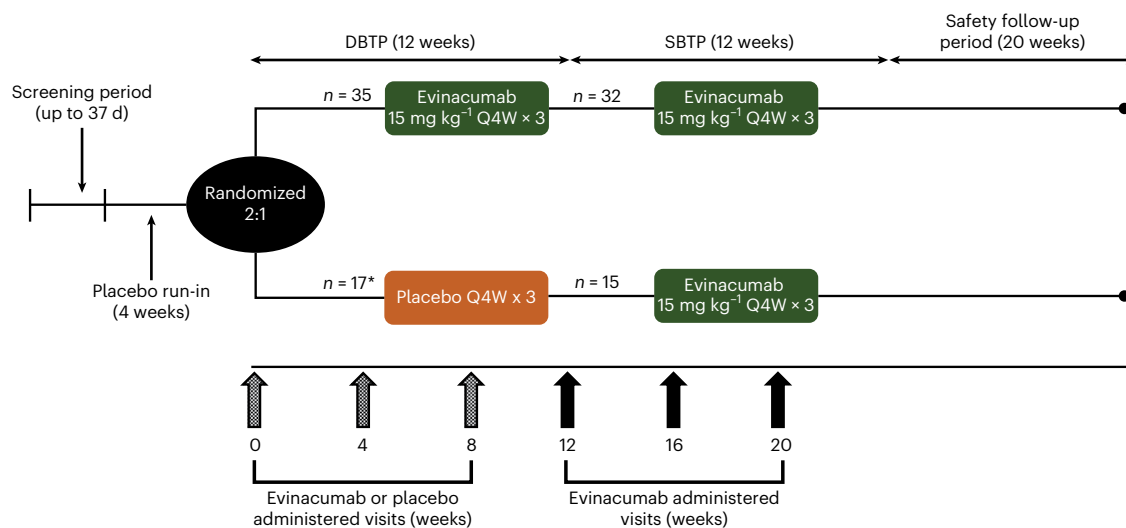 DBTP (12 weeks)
SBTP (12 weeks)
Safety follow-up
period (20 weeks)
Screening period
(up to 37 d)
n = 35
Evinacumab
15 mg kg⁻¹ Q4W × 3
n = 32
Evinacumab
15 mg kg⁻¹ Q4W × 3
Randomized
2:1
Placebo run-in
(4 weeks)
n = 17*
Placebo Q4W x 3
n = 15
Evinacumab
15 mg kg⁻¹ Q4W × 3
0
4
8
12
16
20
Evinacumab or placebo
administered visits (weeks)
Evinacumab administered
visits (weeks)